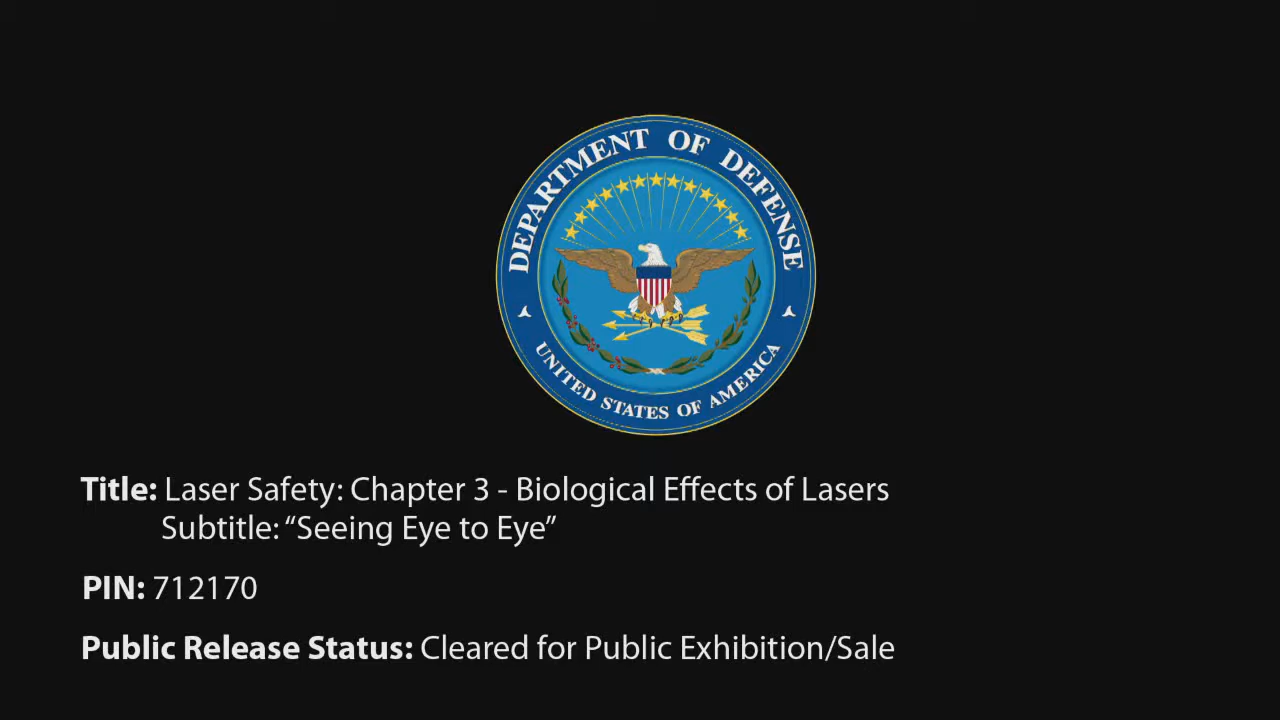 DEPARTMENT OF DEFENSE
UNITED STATES OF AMERICA
Title: Laser Safety: Chapter 3 - Biological Effects of Lasers
Subtitle: “Seeing Eye to Eye”
PIN: 712170
Public Release Status: Cleared for Public Exhibition/Sale